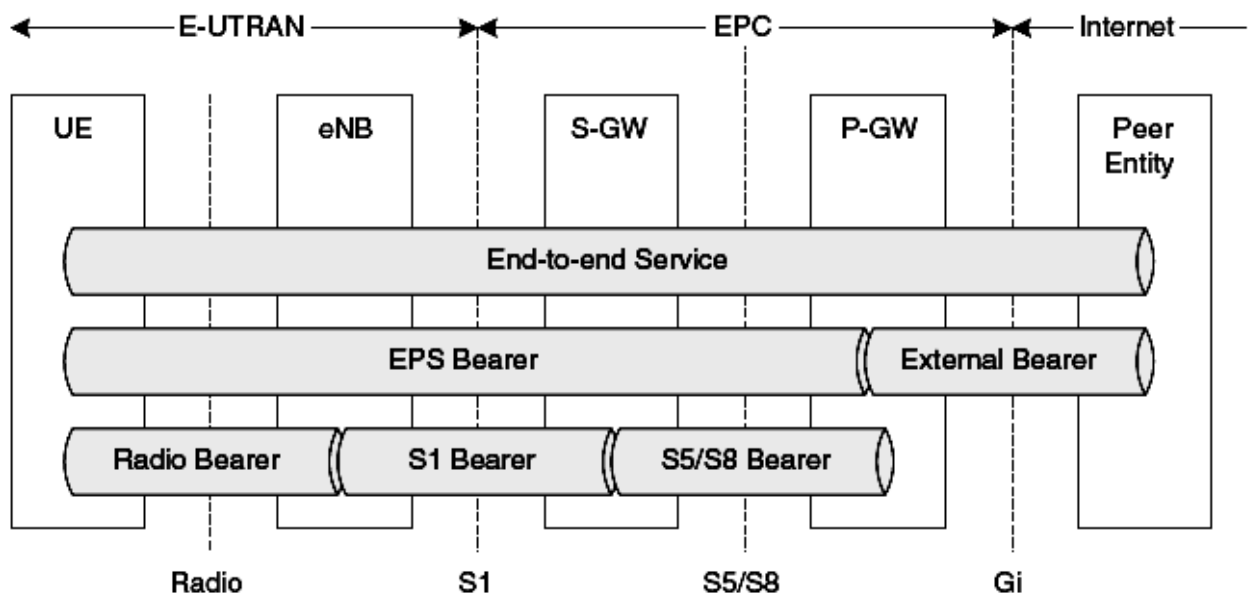 E-UTRAN EPC Internet
UE eNB S-GW P-GW Peer
Entity
End-to-end Service
EPS Bearer External Bearer
Radio Bearer S1 Bearer S5/S8 Bearer
Radio S1 S5/S8 Gi